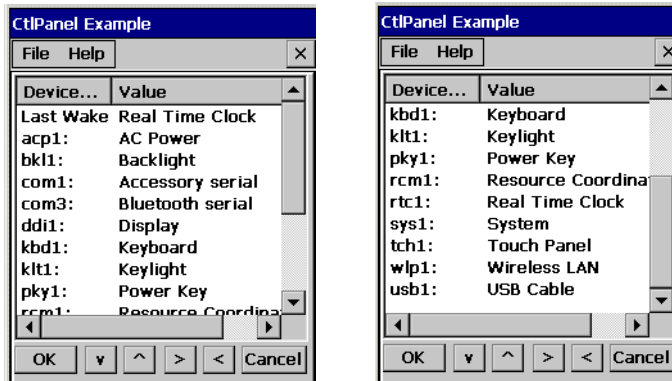 CtlPanel Example
File Help ×
Device... Value
Last Wake Real Time Clock
acp1: AC Power
bkl1: Backlight
com1: Accessory serial
com3: Bluetooth serial
ddi1: Display
kbd1: Keyboard
klt1: Keylight
pky1: Power Key
rcm1: Resource Coordina
OK v ^ > < Cancel
CtlPanel Example
File Help ×
Device... Value
kbd1: Keyboard
klt1: Keylight
pky1: Power Key
rcm1: Resource Coordina
rtc1: Real Time Clock
sys1: System
tch1: Touch Panel
wlp1: Wireless LAN
usb1: USB Cable
OK v ^ > < Cancel